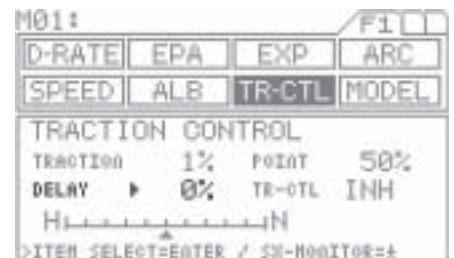 M01: F1
D-RATE EPA EXP ARC
SPEED ALB TR-CTL MODEL
TRACTION CONTROL
TRACTION 1% POINT 50%
DELAY ▸ 0% TR-CTL INH
H N
>ITEM SELECT=ENTER / SX-MONITOR=±